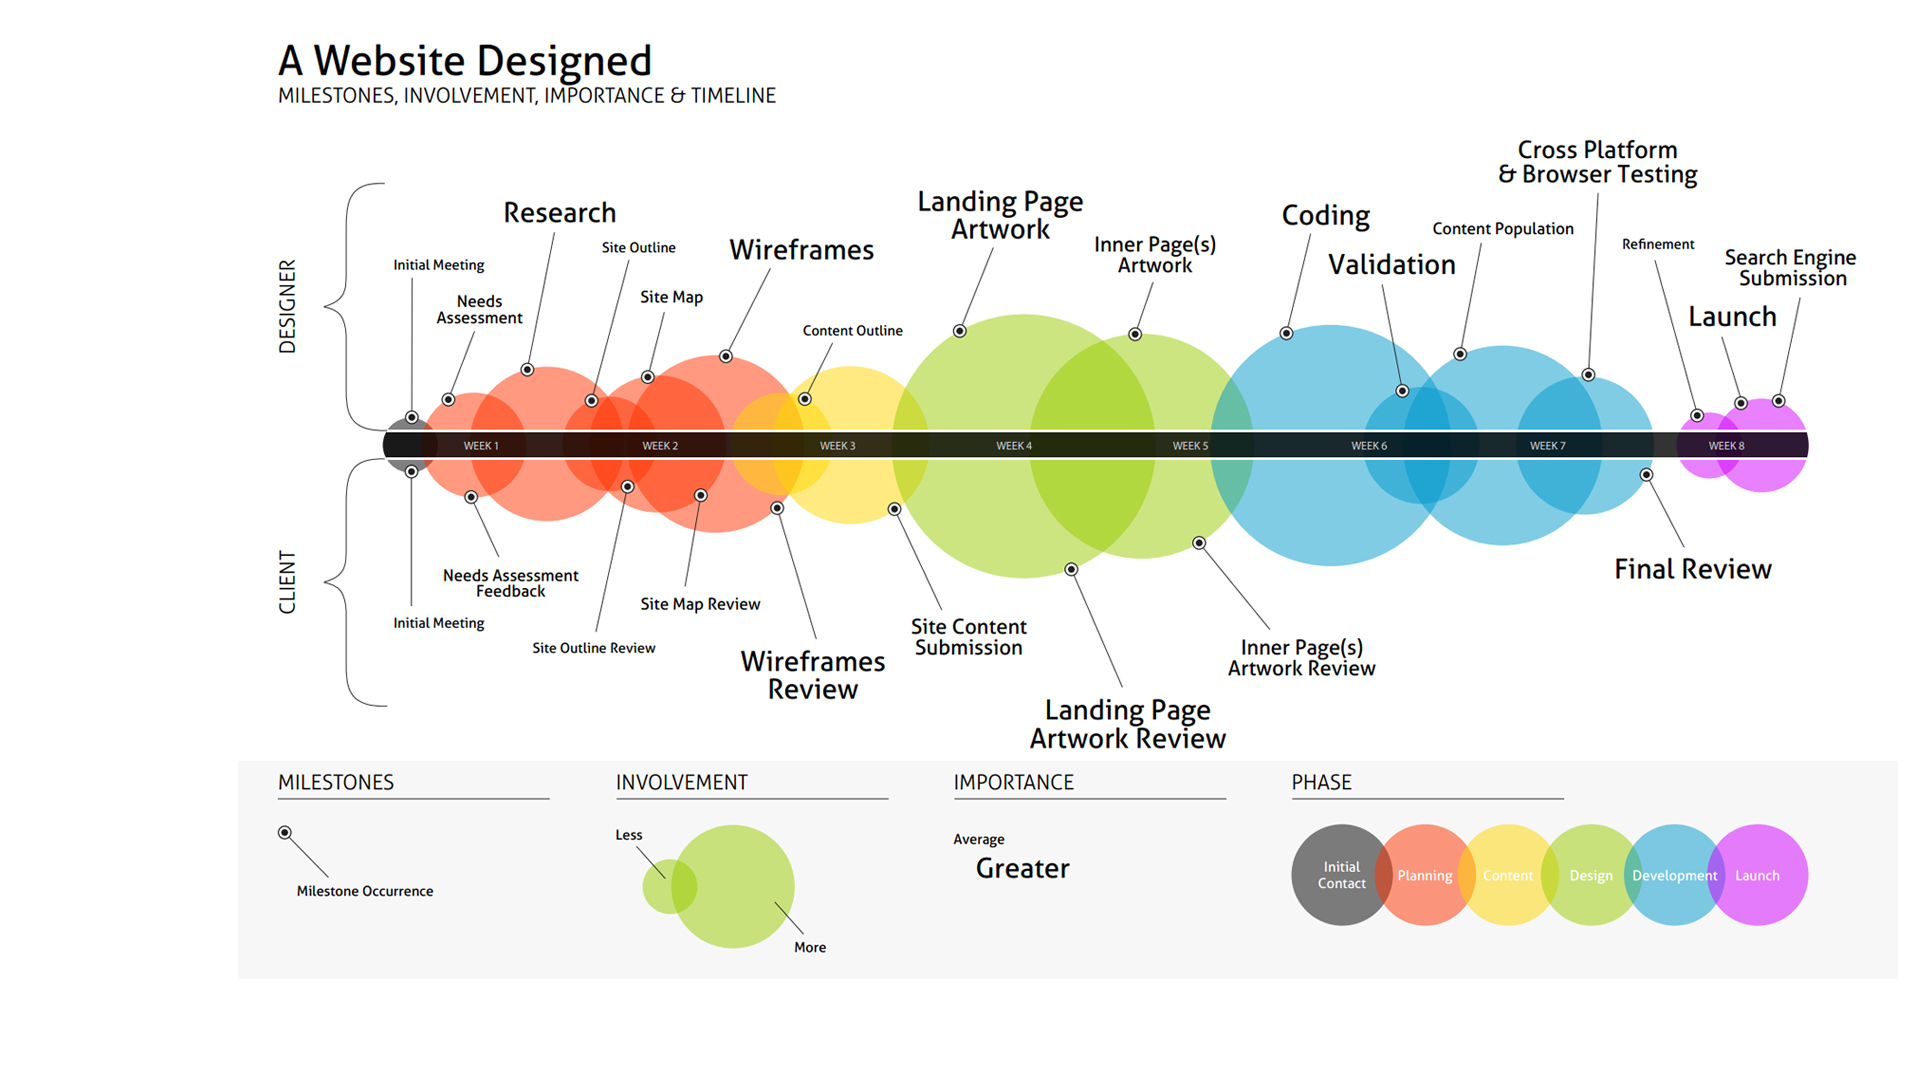 A Website Designed
MILESTONES, INVOLVEMENT, IMPORTANCE & TIMELINE
DESIGNER
Initial Meeting
Needs
Assessment
Research
Site Outline
Site Map
Wireframes
Content Outline
Landing Page
Artwork
Inner Page(s)
Artwork
Coding
Validation
Content Population
Cross Platform
& Browser Testing
Refinement
Launch
Search Engine
Submission
WEEK 1
WEEK 2
WEEK 3
WEEK 4
WEEK 5
WEEK 6
WEEK 7
WEEK 8
CLIENT
Initial Meeting
Needs Assessment
Feedback
Site Outline Review
Site Map Review
Wireframes
Review
Site Content
Submission
Landing Page
Artwork Review
Inner Page(s)
Artwork Review
Final Review
MILESTONES
Milestone Occurrence
INVOLVEMENT
Less
More
IMPORTANCE
Average
Greater
PHASE
Initial
Contact
Planning
Content
Design
Development
Launch